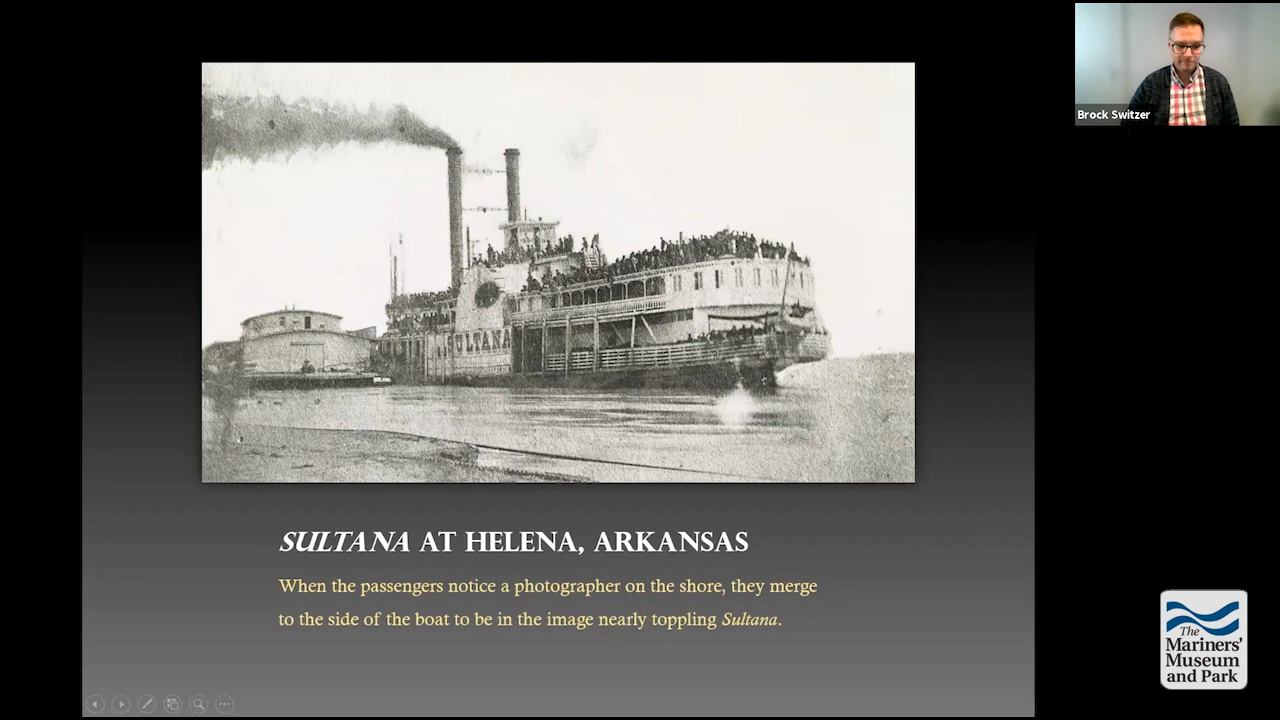 SULTANA
SULTANA AT HELENA, ARKANSAS
When the passengers notice a photographer on the shore, they merge
to the side of the boat to be in the image nearly toppling Sultana.
Brock Switzer
The
Mariners'
Museum
and Park